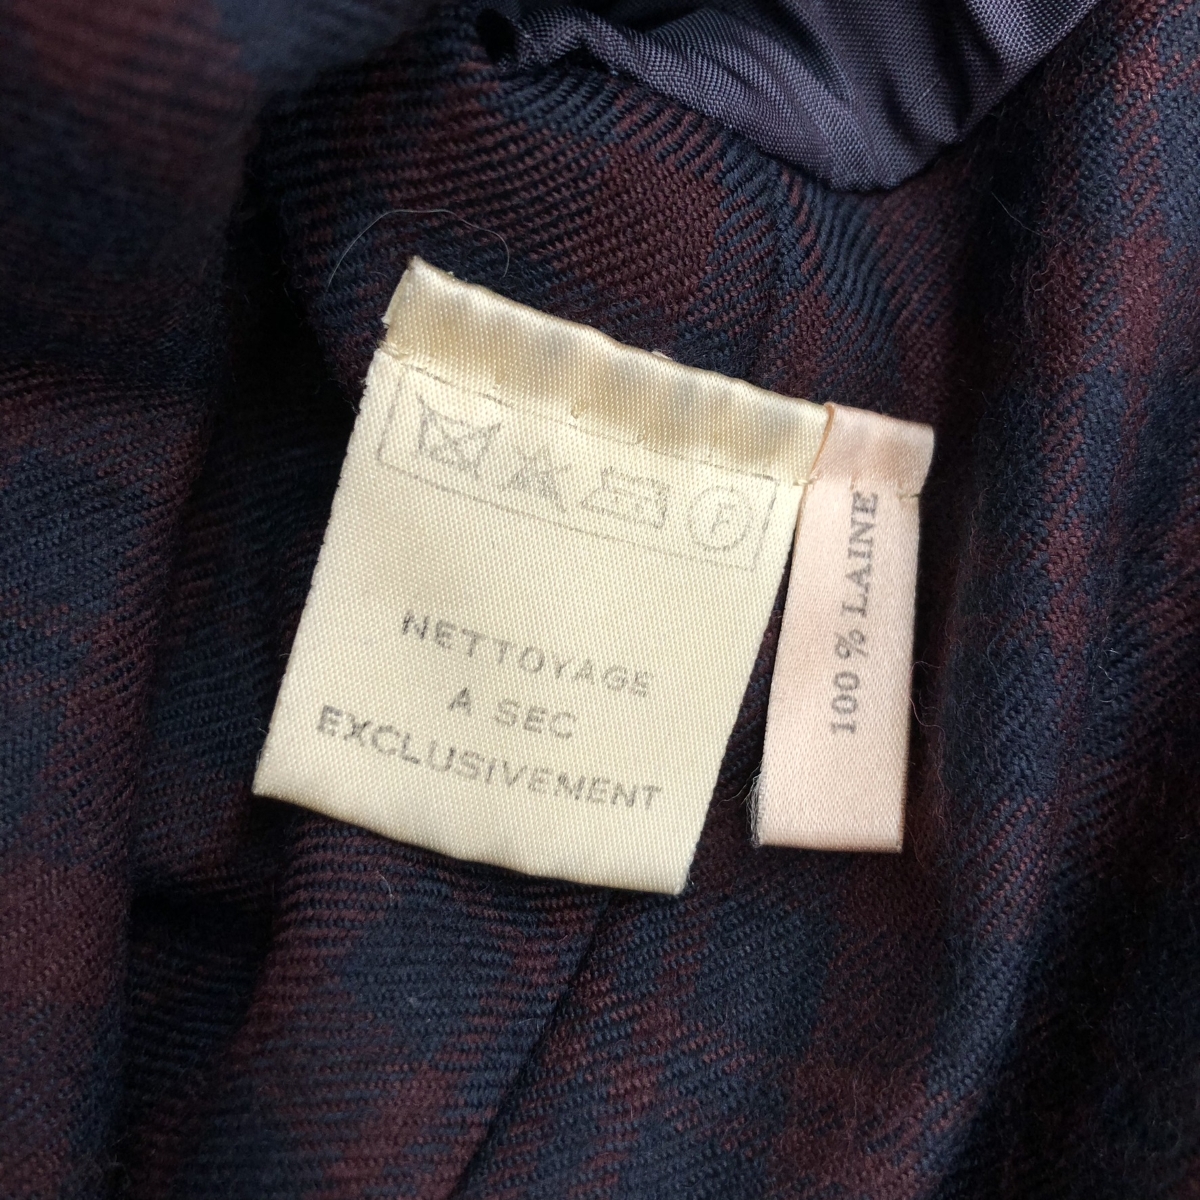 F
NETTOYAGE
A SEC
EXCLUSIVEMENT
100 % LAINE